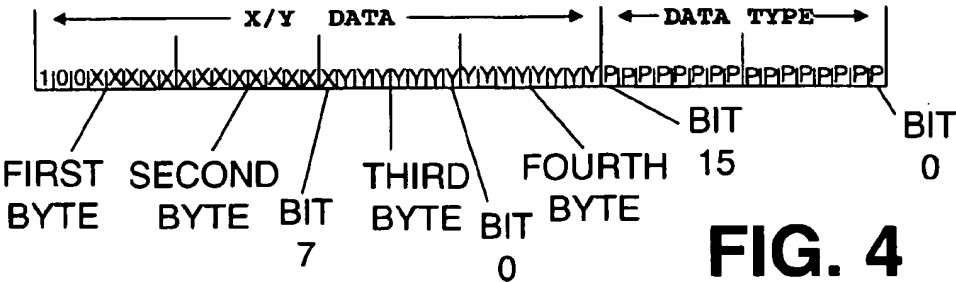 X/Y DATA DATA TYPE
100XXXXXXXXXXXXXXYYYYYYYYYYYYYYYPPPPPPPPPPPPPPPP
FIRST BYTE
SECOND BYTE
BIT 7
THIRD BYTE
BIT 0
FOURTH BYTE
BIT 15
BIT 0
FIG. 4